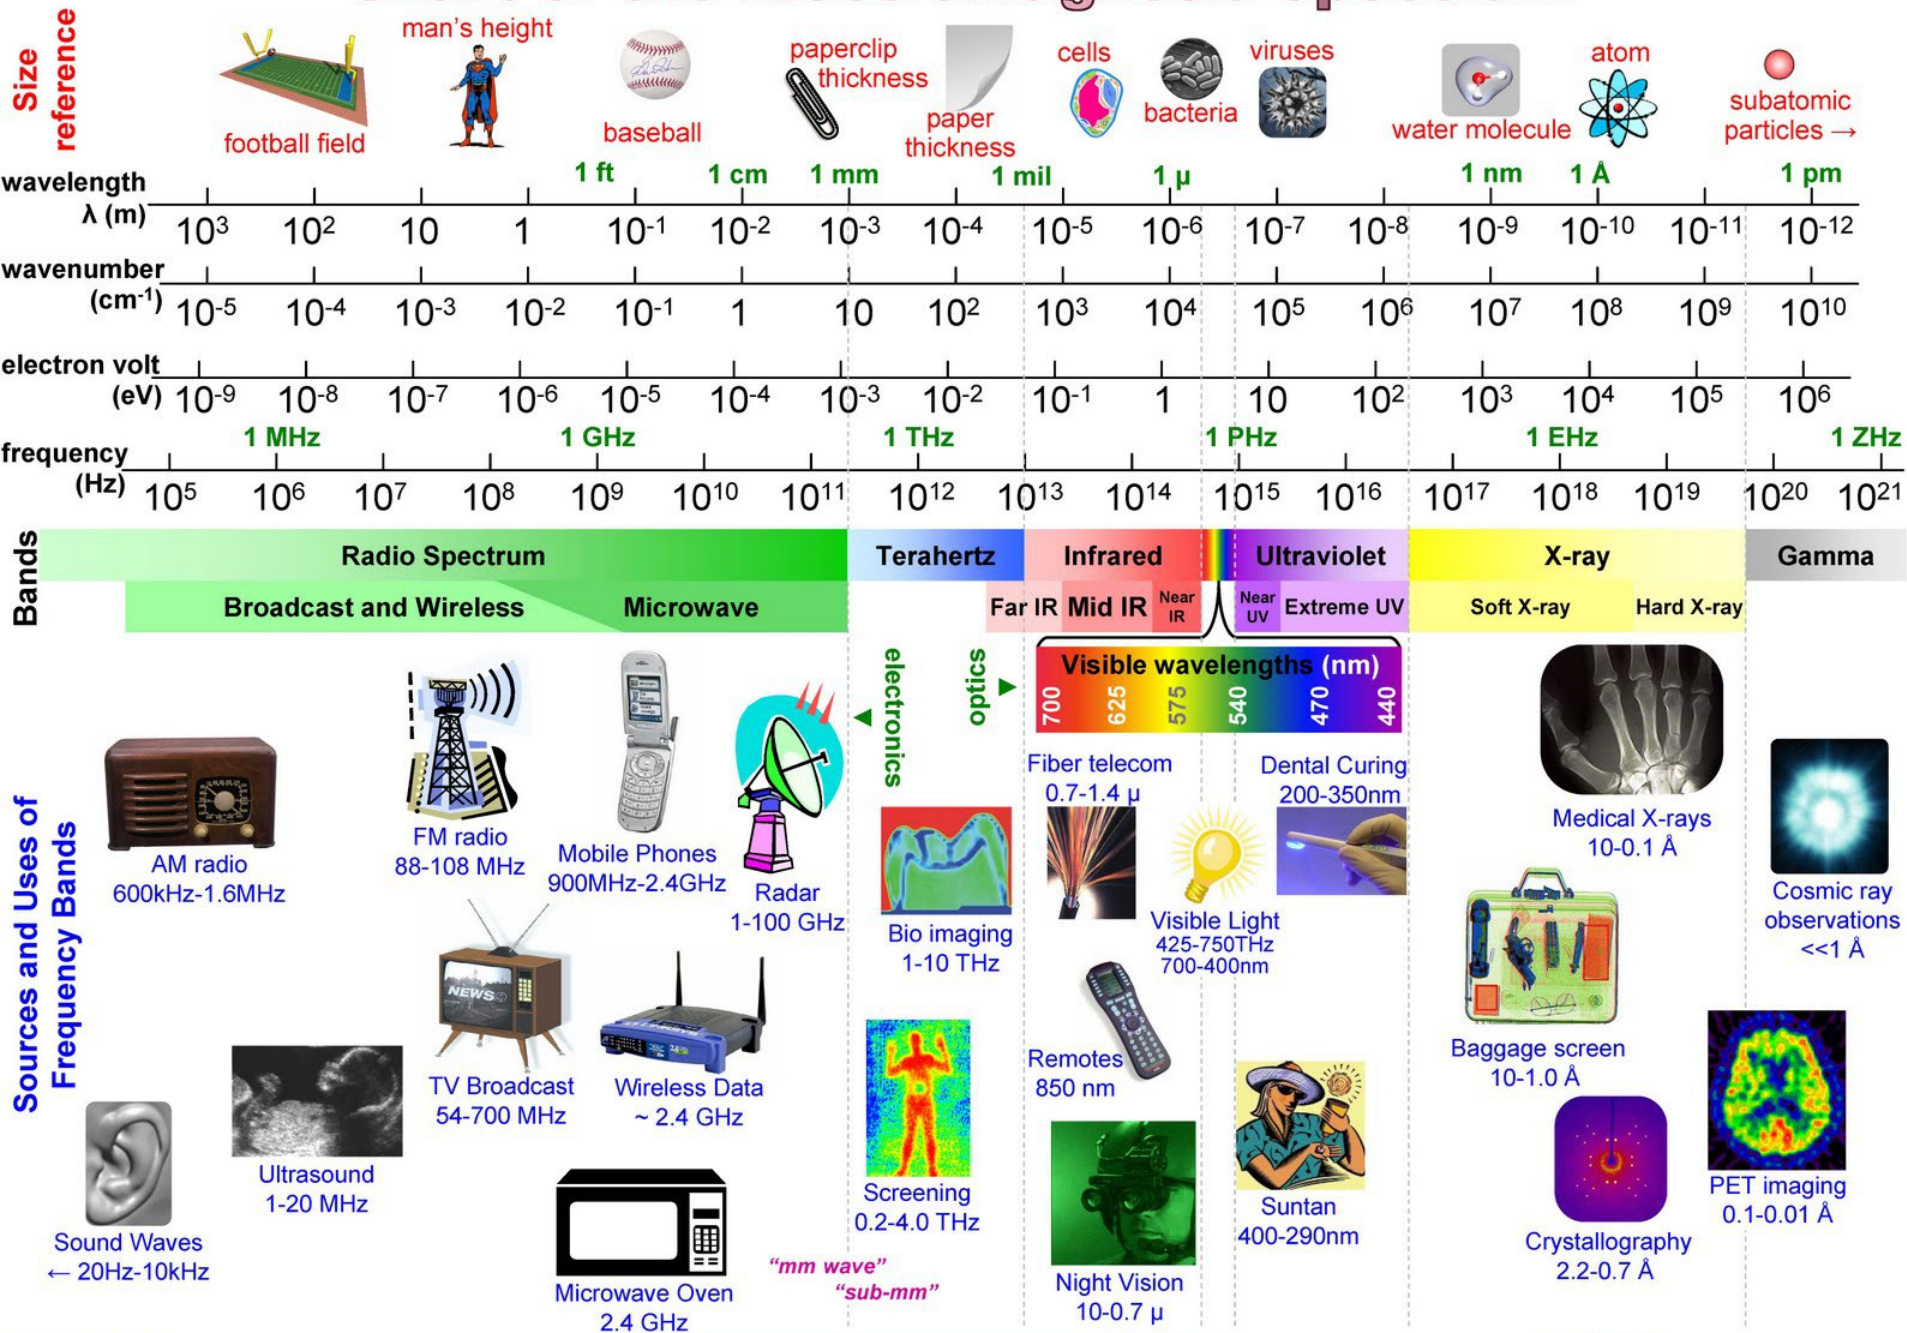 Size
reference
football field
man's height
baseball
paperclip
thickness
paper
thickness
cells
bacteria
viruses
water molecule
atom
subatomic
particles →
1 ft 1 cm 1 mm 1 mil 1 µ 1 nm 1 Å 1 pm
wavelength
λ (m)
10³ 10² 10 1 10⁻¹ 10⁻² 10⁻³ 10⁻⁴ 10⁻⁵ 10⁻⁶ 10⁻⁷ 10⁻⁸ 10⁻⁹ 10⁻¹⁰ 10⁻¹¹ 10⁻¹²
wavenumber
(cm⁻¹)
10⁻⁵ 10⁻⁴ 10⁻³ 10⁻² 10⁻¹ 1 10 10² 10³ 10⁴ 10⁵ 10⁶ 10⁷ 10⁸ 10⁹ 10¹⁰
electron volt
(eV)
10⁻⁹ 10⁻⁸ 10⁻⁷ 10⁻⁶ 10⁻⁵ 10⁻⁴ 10⁻³ 10⁻² 10⁻¹ 1 10 10² 10³ 10⁴ 10⁵ 10⁶
1 MHz 1 GHz 1 THz 1 PHz 1 EHz 1 ZHz
frequency
(Hz)
10⁵ 10⁶ 10⁷ 10⁸ 10⁹ 10¹⁰ 10¹¹ 10¹² 10¹³ 10¹⁴ 10¹⁵ 10¹⁶ 10¹⁷ 10¹⁸ 10¹⁹ 10²⁰ 10²¹
Bands
Radio Spectrum Terahertz Infrared Ultraviolet X-ray Gamma
Broadcast and Wireless Microwave
Far IR Mid IR
Near
IR
Near
UV
Extreme UV
Soft X-ray Hard X-ray
electronics
optics
Visible wavelengths (nm)
700 625 575 540 470 440
Sources and Uses of
Frequency Bands
AM radio
600kHz-1.6MHz
FM radio
88-108 MHz
Mobile Phones
900MHz-2.4GHz
Radar
1-100 GHz
Bio imaging
1-10 THz
Fiber telecom
0.7-1.4 µ
Visible Light
425-750THz
700-400nm
Dental Curing
200-350nm
Medical X-rays
10-0.1 Å
Cosmic ray
observations
<<1 Å
NEWS9
TV Broadcast
54-700 MHz
Wireless Data
~ 2.4 GHz
Remotes
850 nm
Baggage screen
10-1.0 Å
Ultrasound
1-20 MHz
Sound Waves
← 20Hz-10kHz
Microwave Oven
2.4 GHz
"mm wave"
"sub-mm"
Screening
0.2-4.0 THz
Night Vision
10-0.7 µ
Suntan
400-290nm
Crystallography
2.2-0.7 Å
PET imaging
0.1-0.01 Å